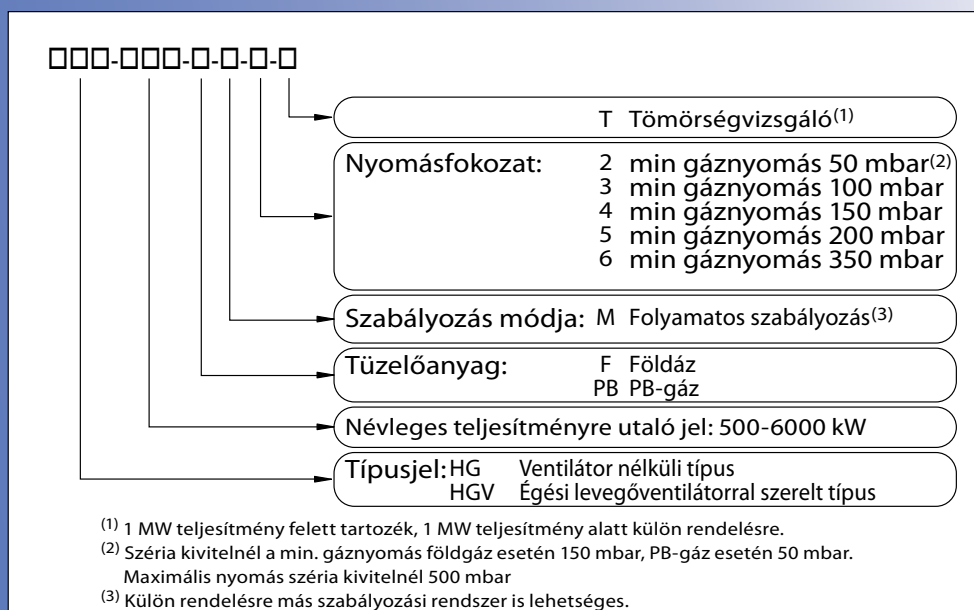 □□□-□□□-□-□-□-□
T Tömörségvizsgáló(1)
Nyomásfokozat: 2 min gáznyomás 50 mbar(2)
3 min gáznyomás 100 mbar
4 min gáznyomás 150 mbar
5 min gáznyomás 200 mbar
6 min gáznyomás 350 mbar
Szabályozás módja: M Folyamatos szabályozás(3)
Tüzelőanyag: F Földáz
PB PB-gáz
Névleges teljesítményre utaló jel: 500-6000 kW
Típusjel: HG Ventilátor nélküli típus
HGV Égési levegőventilátorral szerelt típus
(1) 1 MW teljesítmény felett tartozék, 1 MW teljesítmény alatt külön rendelésre.
(2) Széria kivitelnél a min. gáznyomás földgáz esetén 150 mbar, PB-gáz esetén 50 mbar.
Maximális nyomás széria kivitelnél 500 mbar
(3) Külön rendelésre más szabályozási rendszer is lehetséges.